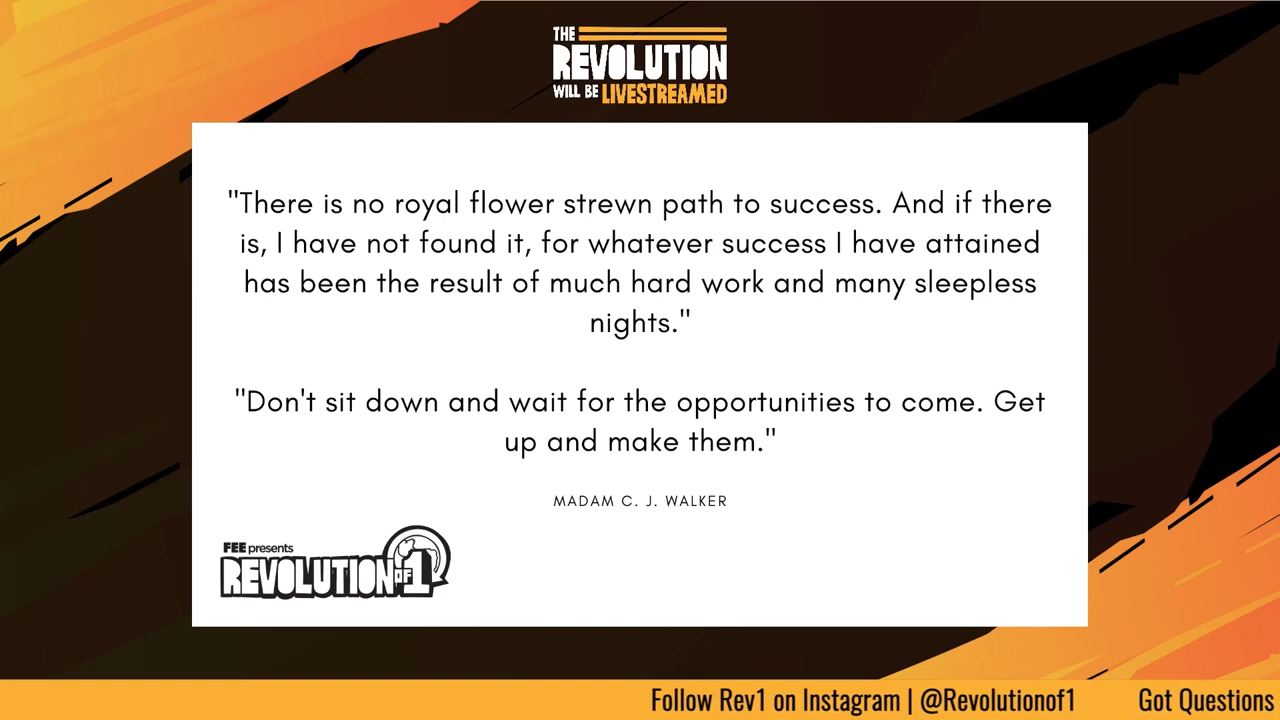 THE
REVOLUTION
WILL BE LIVESTREAMED
"There is no royal flower strewn path to success. And if there
is, I have not found it, for whatever success I have attained
has been the result of much hard work and many sleepless
nights."
"Don't sit down and wait for the opportunities to come. Get
up and make them."
MADAM C. J. WALKER
FEE presents
REVOLUTION OF 1
Follow Rev1 on Instagram | @Revolutionof1 Got Questions